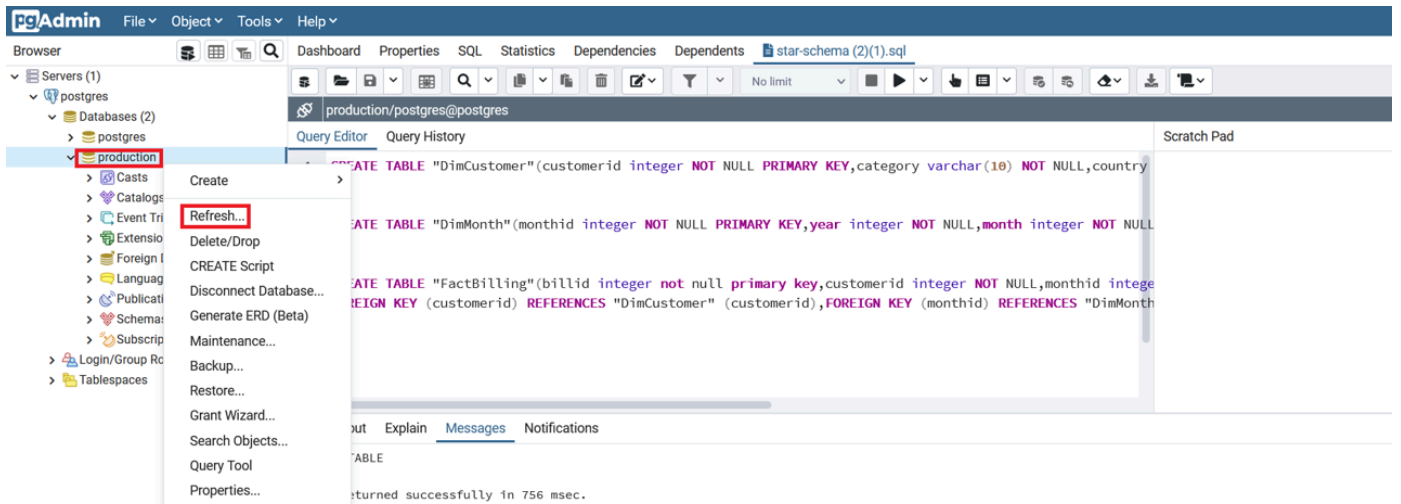 pgAdmin File Object Tools Help
Browser Dashboard Properties SQL Statistics Dependencies Dependents star-schema (2)(1).sql
Servers (1)
No limit
postgres
production/postgres@postgres
Databases (2)
postgres
Query Editor Query History Scratch Pad
production
CREATE TABLE "DimCustomer"(customerid integer NOT NULL PRIMARY KEY,category varchar(10) NOT NULL,country
Casts
Create
Catalogs
Refresh...
Event Tri
EATE TABLE "DimMonth"(monthid integer NOT NULL PRIMARY KEY,year integer NOT NULL,month integer NOT NULL
Extensio
Delete/Drop
Foreign
CREATE Script
Languag
EATE TABLE "FactBilling"(billid integer not null primary key,customerid integer NOT NULL,monthid intege
Disconnect Database...
Publicati
REIGN KEY (customerid) REFERENCES "DimCustomer" (customerid),FOREIGN KEY (monthid) REFERENCES "DimMonth
Generate ERD (Beta)
Schemas
Subscrip
Maintenance...
Login/Group Ro
Backup...
Tablespaces
Restore...
Grant Wizard...
out Explain Messages Notifications
Search Objects...
TABLE
Query Tool
Properties...
eturned successfully in 756 msec.